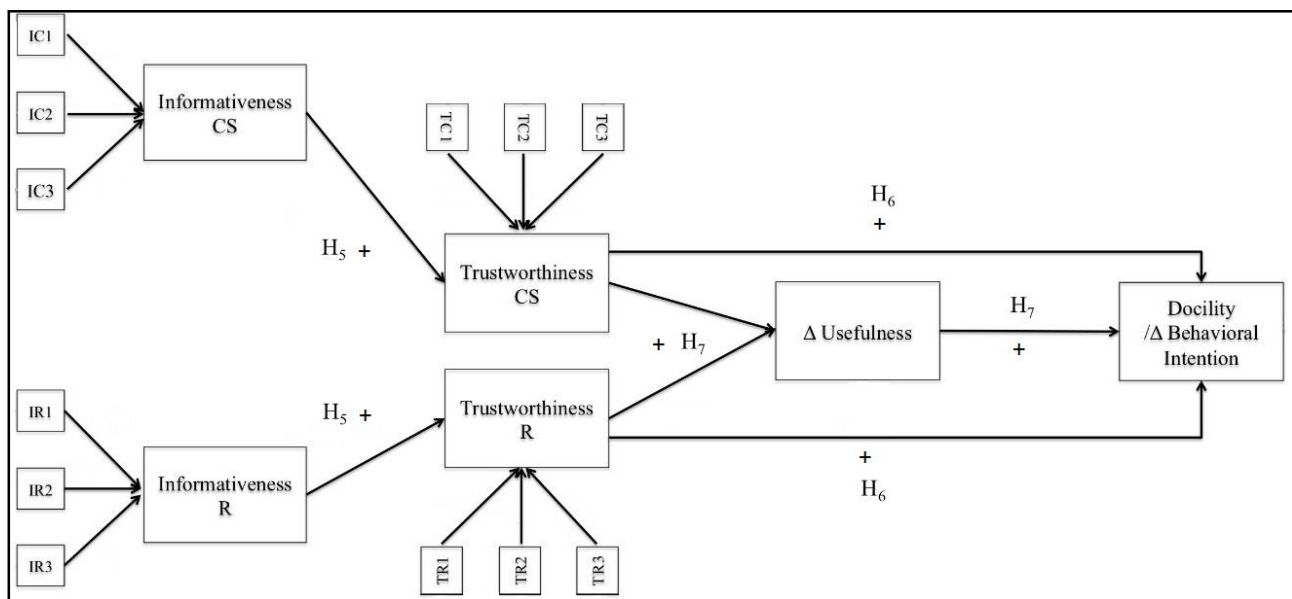 IC1
IC2
IC3
Informativeness
CS
TC1
TC2
TC3
H5 +
Trustworthiness
CS
H6
+
+ H7
Δ Usefulness
H7
+
Docility
/Δ Behavioral
Intention
IR1
IR2
IR3
Informativeness
R
H5 +
Trustworthiness
R
+
H6
TR1
TR2
TR3